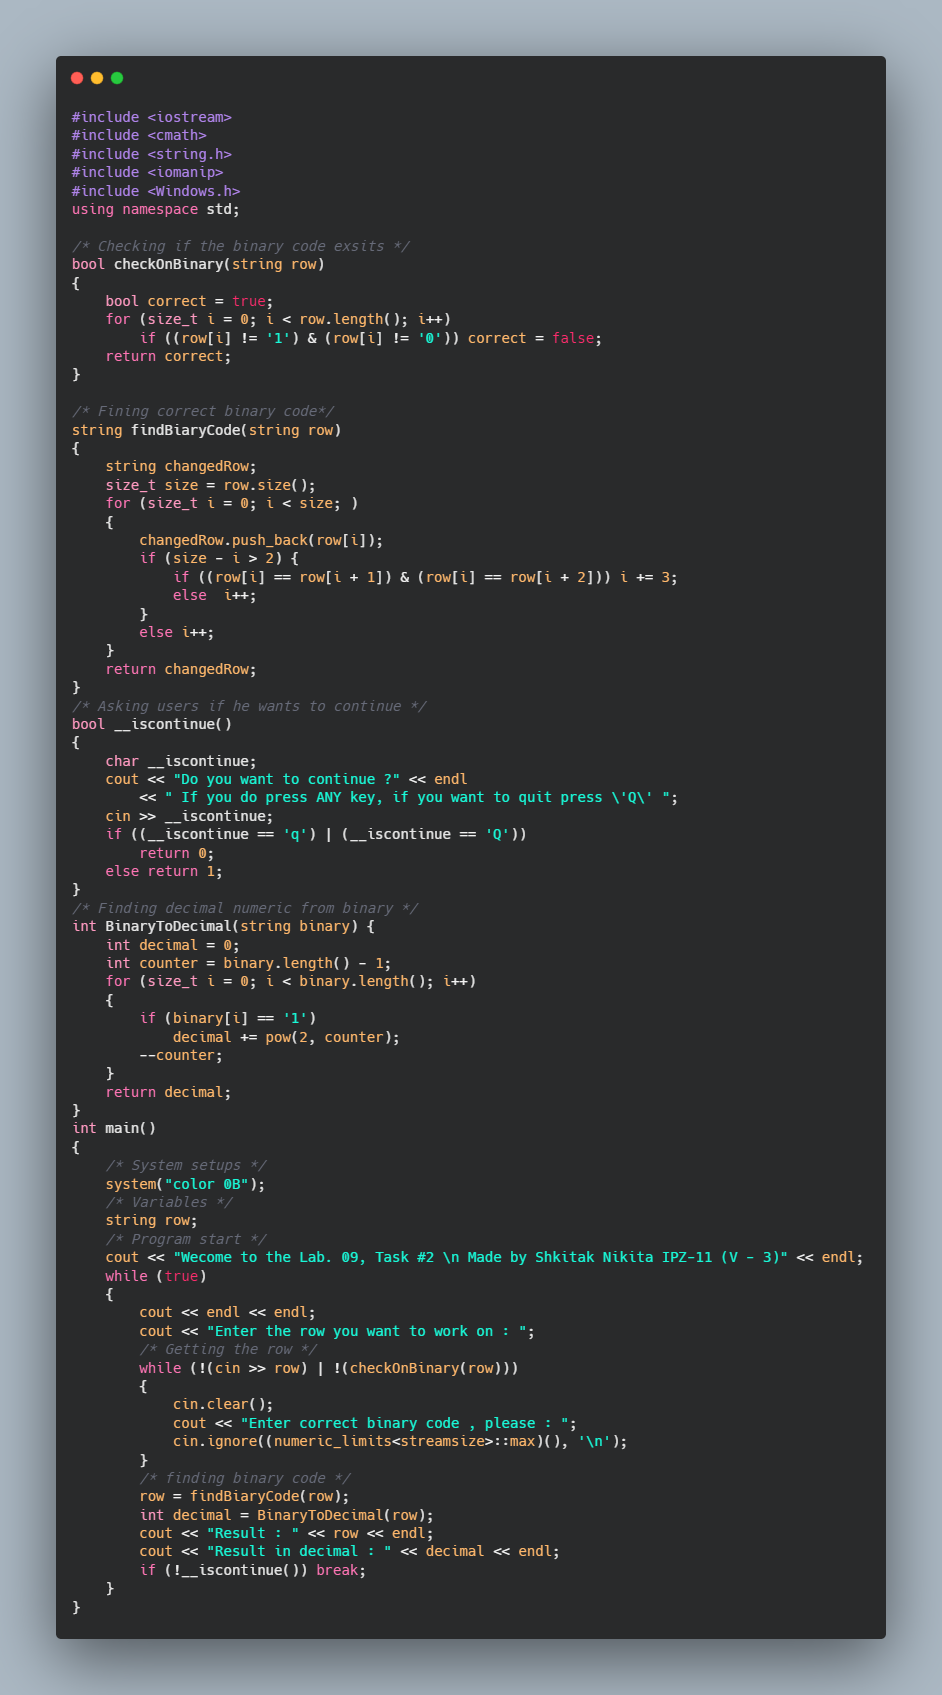 #include <iostream>
#include <cmath>
#include <string.h>
#include <iomanip>
#include <Windows.h>
using namespace std;

/* Checking if the binary code exsits */
bool checkOnBinary(string row)
{
    bool correct = true;
    for (size_t i = 0; i < row.length(); i++)
        if ((row[i] != '1') & (row[i] != '0')) correct = false;
    return correct;
}

/* Fining correct binary code*/
string findBiaryCode(string row)
{
    string changedRow;
    size_t size = row.size();
    for (size_t i = 0; i < size; )
    {
        changedRow.push_back(row[i]);
        if (size - i > 2) {
            if ((row[i] == row[i + 1]) & (row[i] == row[i + 2])) i += 3;
            else  i++;
        }
        else i++;
    }
    return changedRow;
}
/* Asking users if he wants to continue */
bool __iscontinue()
{
    char __iscontinue;
    cout << "Do you want to continue ?" << endl
        << " If you do press ANY key, if you want to quit press \'Q\' ";
    cin >> __iscontinue;
    if ((__iscontinue == 'q') | (__iscontinue == 'Q'))
        return 0;
    else return 1;
}
/* Finding decimal numeric from binary */
int BinaryToDecimal(string binary) {
    int decimal = 0;
    int counter = binary.length() - 1;
    for (size_t i = 0; i < binary.length(); i++)
    {
        if (binary[i] == '1')
            decimal += pow(2, counter);
        --counter;
    }
    return decimal;
}
int main()
{
    /* System setups */
    system("color 0B");
    /* Variables */
    string row;
    /* Program start */
    cout << "Wecome to the Lab. 09, Task #2 \n Made by Shkitak Nikita IPZ-11 (V - 3)" << endl;
    while (true)
    {
        cout << endl << endl;
        cout << "Enter the row you want to work on : ";
        /* Getting the row */
        while (!(cin >> row) | !(checkOnBinary(row)))
        {
            cin.clear();
            cout << "Enter correct binary code , please : ";
            cin.ignore((numeric_limits<streamsize>::max)(), '\n');
        }
        /* finding binary code */
        row = findBiaryCode(row);
        int decimal = BinaryToDecimal(row);
        cout << "Result : " << row << endl;
        cout << "Result in decimal : " << decimal << endl;
        if (!__iscontinue()) break;
    }
}